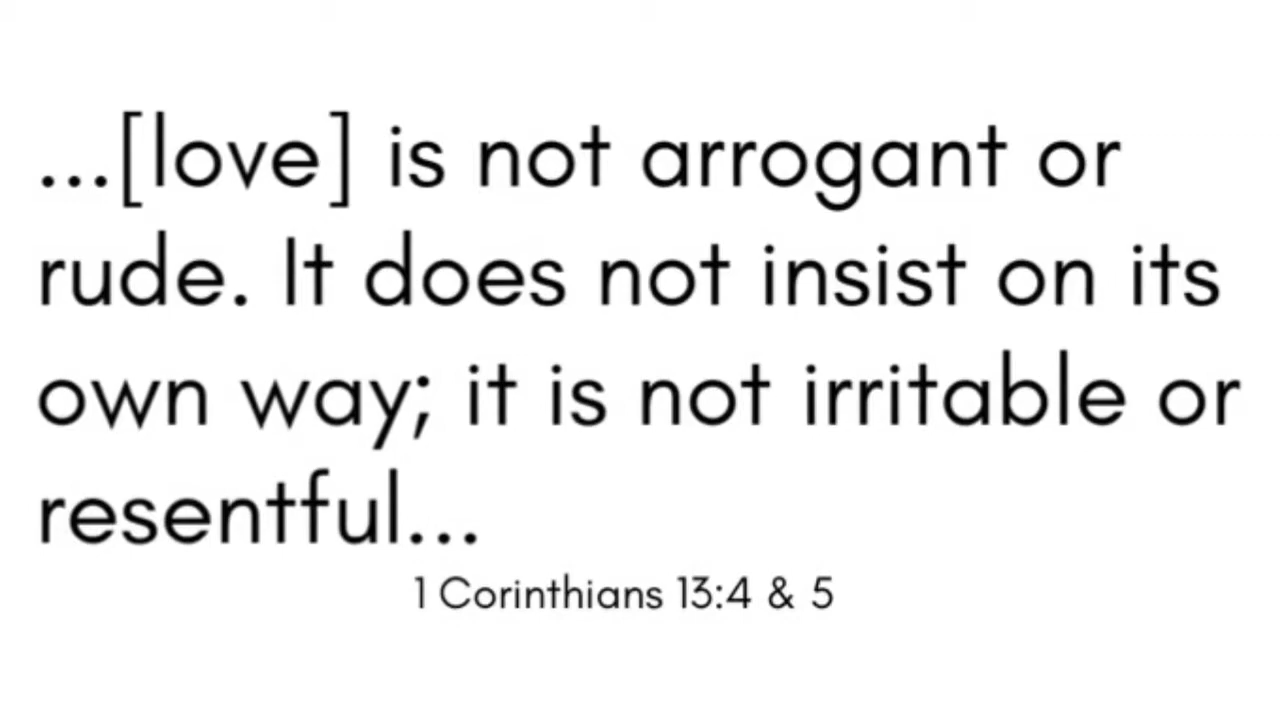 ...[love] is not arrogant or
rude. It does not insist on its
own way; it is not irritable or
resentful...
1 Corinthians 13:4 & 5